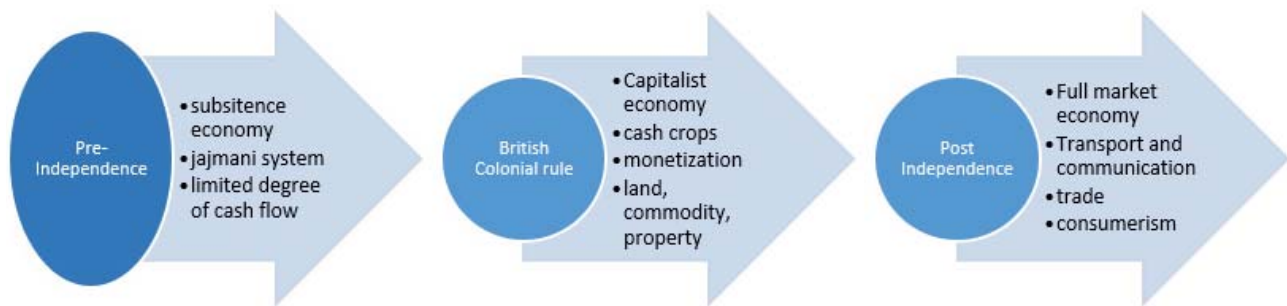 Pre-
Independence
•subsitence
economy
•jajmani system
•limited degree
of cash flow
British
Colonial rule
•Capitalist
economy
•cash crops
•monetization
•land,
commodity,
property
Post
Independence
•Full market
economy
•Transport and
communication
•trade
•consumerism